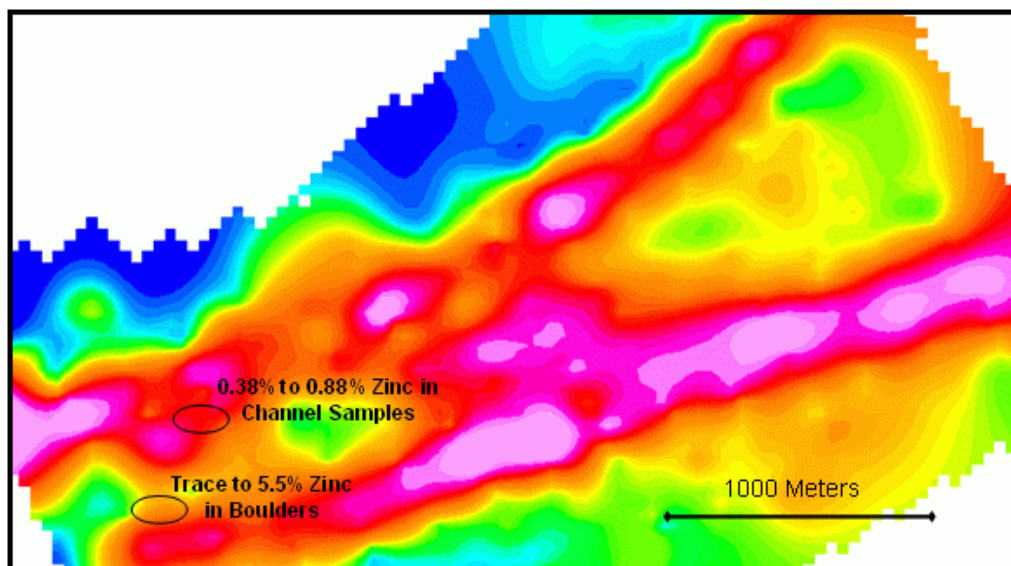 0.38% to 0.88% Zinc in
Channel Samples
Trace to 5.5% Zinc
in Boulders
1000 Meters